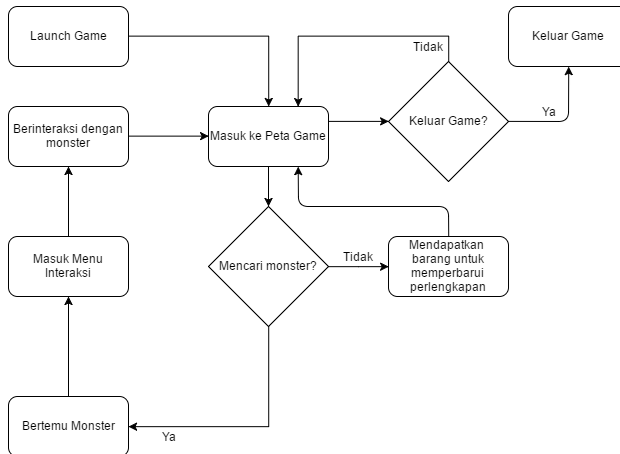 Launch Game
Tidak
Keluar Game
Berinteraksi dengan
monster
Masuk ke Peta Game
Keluar Game?
Ya
Masuk Menu
Interaksi
Mencari monster?
Tidak
Mendapatkan
barang untuk
memperbarui
perlengkapan
Bertemu Monster
Ya